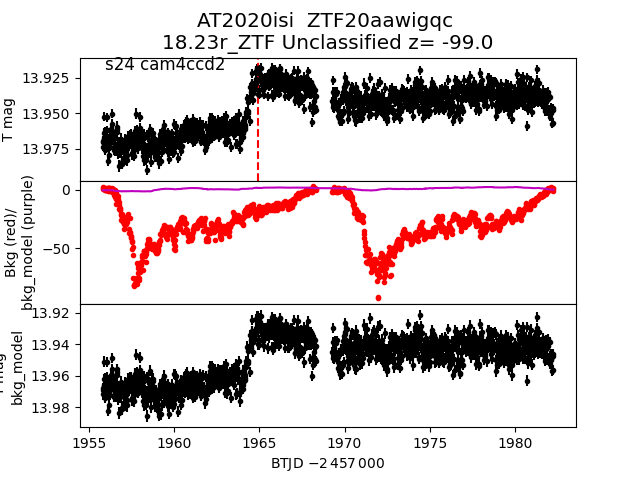 AT2020isi ZTF20aawigqc
18.23r_ZTF Unclassified z= -99.0
s24 cam4ccd2
13.925
13.950
13.975
T mag
0
−50
Bkg (red)/
bkg_model (purple)
13.92
13.94
13.96
13.98
mag
bkg_model
1955 1960 1965 1970 1975 1980
BTJD −2 457 000